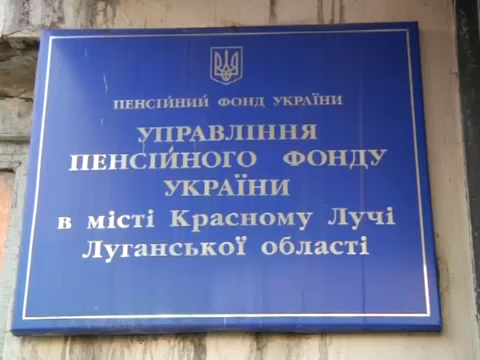 ПЕНСІЙНИЙ ФОНД УКРАЇНИ
УПРАВЛІННЯ
ПЕНСІЙНОГО ФОНДУ
УКРАЇНИ
в місті Красному Лучі
Луганської області